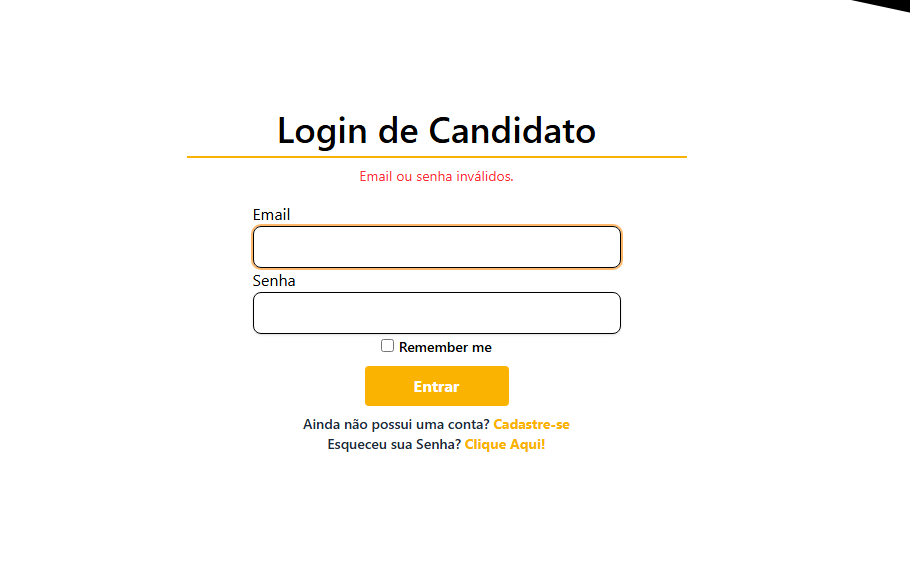 Login de Candidato
Email ou senha inválidos.
Email
Senha
Remember me
Entrar
Ainda não possui uma conta? Cadastre-se
Esqueceu sua Senha? Clique Aqui!